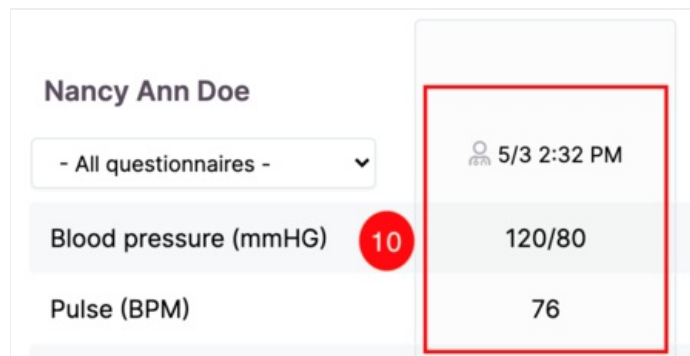 Nancy Ann Doe
- All questionnaires -
5/3 2:32 PM
Blood pressure (mmHG)
10
120/80
Pulse (BPM)
76